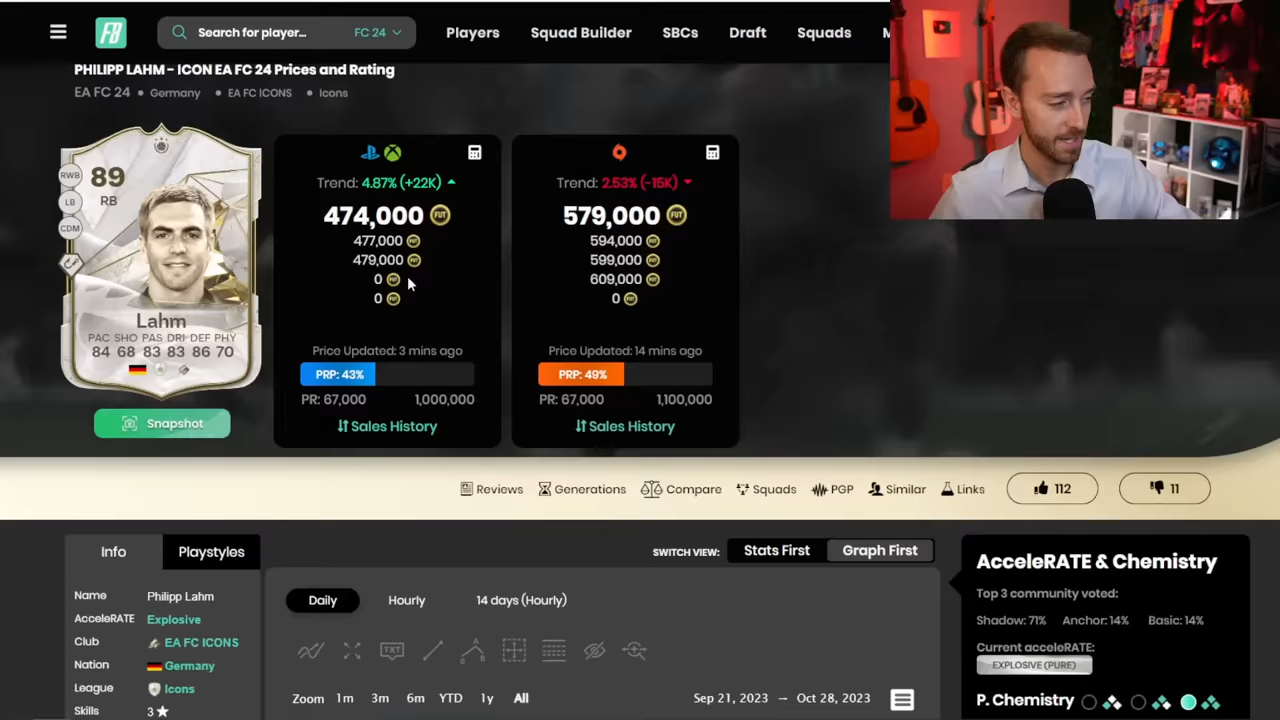 FB
Search for player...
FC 24
Players
Squad Builder
SBCs
Draft
Squads
PHILIPP LAHM - ICON EA FC 24 Prices and Rating
EA FC 24 • Germany • EA FC ICONS • Icons
RWB
LB
CDM
89
RB
Lahm
PAC SHO PAS DRI DEF PHY
84 68 83 83 86 70
Snapshot
Trend: 4.87% (+22K)
474,000 FUT
477,000
479,000
0
0
Price Updated: 3 mins ago
PRP: 43%
PR: 67,000 1,000,000
Sales History
Trend: 2.53% (-15K)
579,000 FUT
594,000
599,000
609,000
0
Price Updated: 14 mins ago
PRP: 49%
PR: 67,000 1,100,000
Sales History
Reviews
Generations
Compare
Squads
PGP
Similar
Links
112
11
Info
Playstyles
Name Philipp Lahm
AcceleRATE Explosive
Club EA FC ICONS
Nation Germany
League Icons
Skills 3★
SWITCH VIEW:
Stats First
Graph First
Daily
Hourly
14 days (Hourly)
TXT
Zoom 1m 3m 6m YTD 1y All
Sep 21, 2023 → Oct 28, 2023
AcceleRATE & Chemistry
Top 3 community voted:
Shadow: 71% Anchor: 14% Basic: 14%
Current acceleRATE:
EXPLOSIVE (PURE)
P. Chemistry